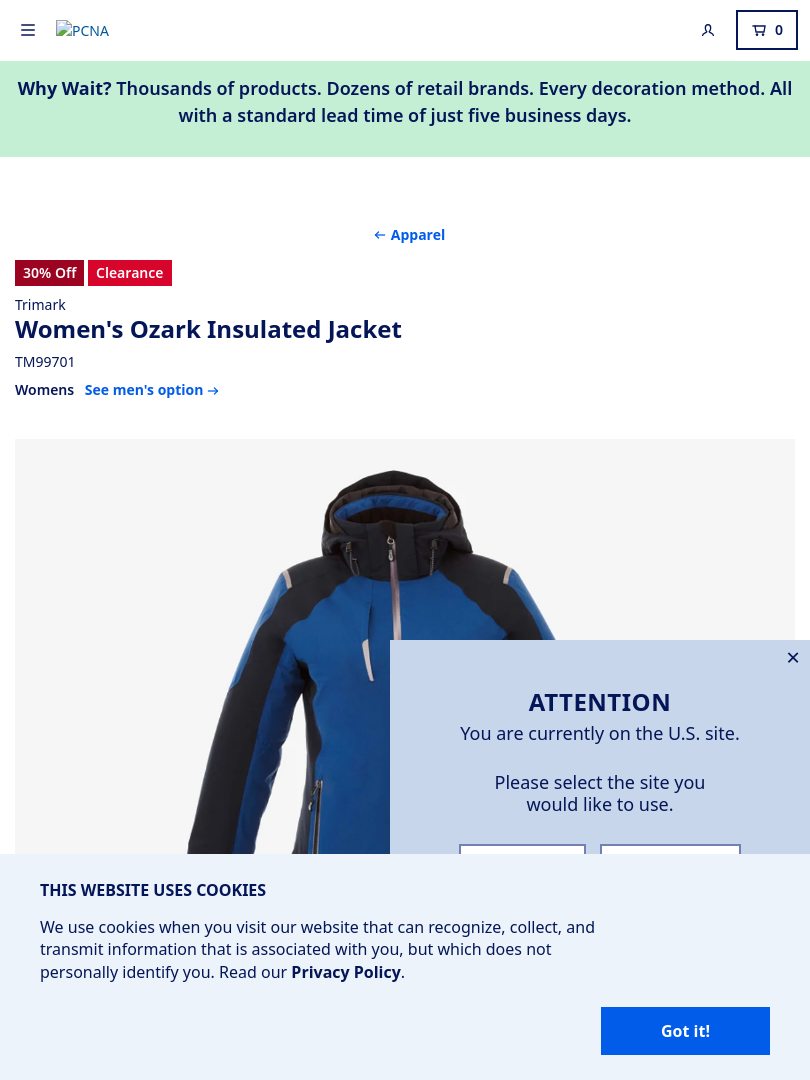 PCNA
0
Why Wait? Thousands of products. Dozens of retail brands. Every decoration method. All
with a standard lead time of just five business days.
← Apparel
30% Off Clearance
Trimark
Women's Ozark Insulated Jacket
TM99701
Womens See men's option →
ATTENTION
You are currently on the U.S. site.
Please select the site you
would like to use.
THIS WEBSITE USES COOKIES
We use cookies when you visit our website that can recognize, collect, and
transmit information that is associated with you, but which does not
personally identify you. Read our Privacy Policy.
Got it!